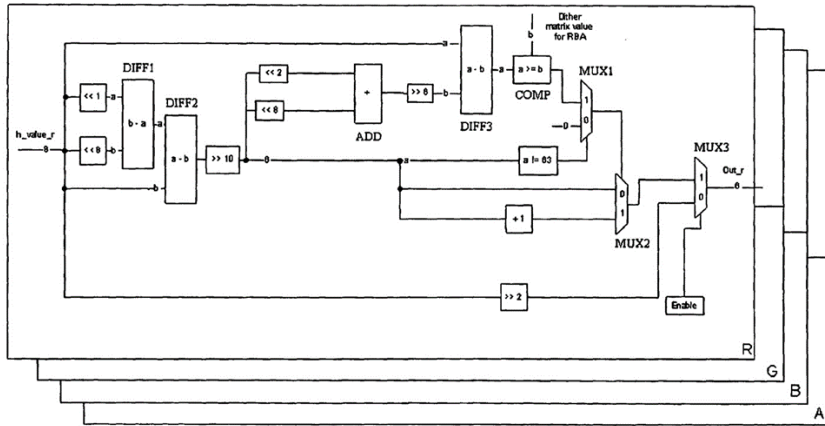 Dither
matrix value
for RBA
b
a
MUX1
<< 2
DIFF1
a - b
a
a >= b
<< 1
a
DIFF2
+
>> 6
b
COMP
1
b - a
<< 8
DIFF3
0
0
a
h_value_r
ADD
MUX3
8
<< 8
b
a - b
>> 10
6
a
a != 63
Out_r
1
6
b
0
0
+ 1
1
MUX2
>> 2
Enable
R
G
B
A